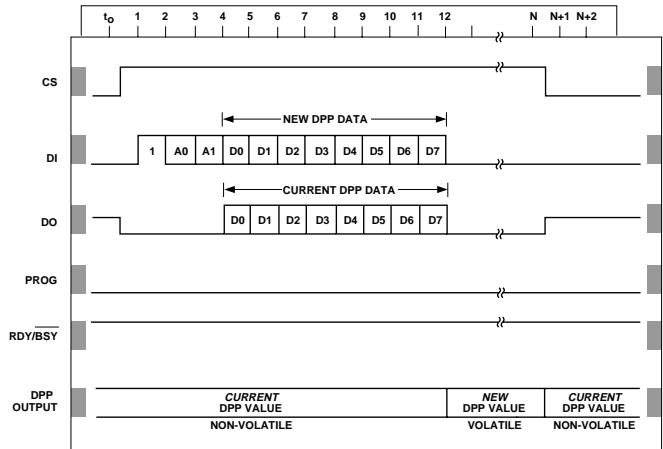 to 1 2 3 4 5 6 7 8 9 10 11 12 N N+1 N+2
CS
NEW DPP DATA
DI 1 A0 A1 D0 D1 D2 D3 D4 D5 D6 D7
CURRENT DPP DATA
DO D0 D1 D2 D3 D4 D5 D6 D7
PROG
RDY/BSY
DPP OUTPUT
CURRENT DPP VALUE
NON-VOLATILE
NEW DPP VALUE
VOLATILE
CURRENT DPP VALUE
NON-VOLATILE